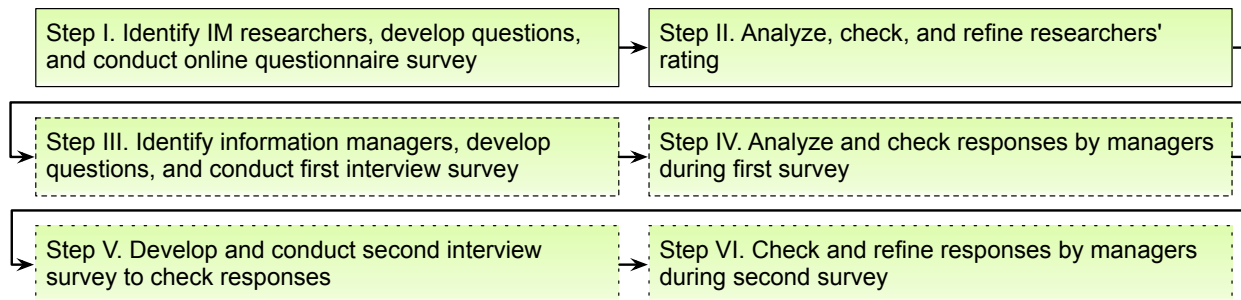 Step I. Identify IM researchers, develop questions,
and conduct online questionnaire survey
Step II. Analyze, check, and refine researchers'
rating
Step III. Identify information managers, develop
questions, and conduct first interview survey
Step IV. Analyze and check responses by managers
during first survey
Step V. Develop and conduct second interview
survey to check responses
Step VI. Check and refine responses by managers
during second survey